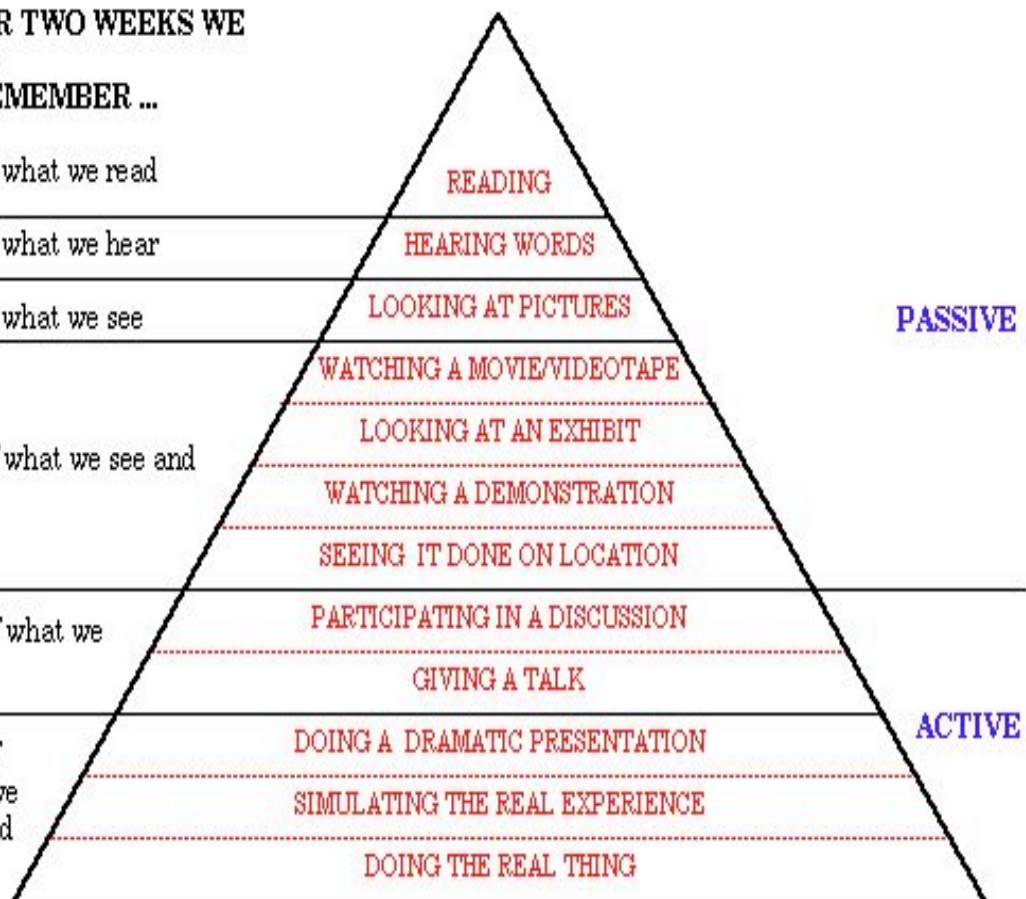 R TWO WEEKS WE
EMEMBER ...
what we read
READING
what we hear
HEARING WORDS
what we see
LOOKING AT PICTURES
PASSIVE
WATCHING A MOVIE/VIDEOTAPE
LOOKING AT AN EXHIBIT
what we see and
WATCHING A DEMONSTRATION
SEEING IT DONE ON LOCATION
PARTICIPATING IN A DISCUSSION
what we
GIVING A TALK
ACTIVE
DOING A DRAMATIC PRESENTATION
SIMULATING THE REAL EXPERIENCE
DOING THE REAL THING